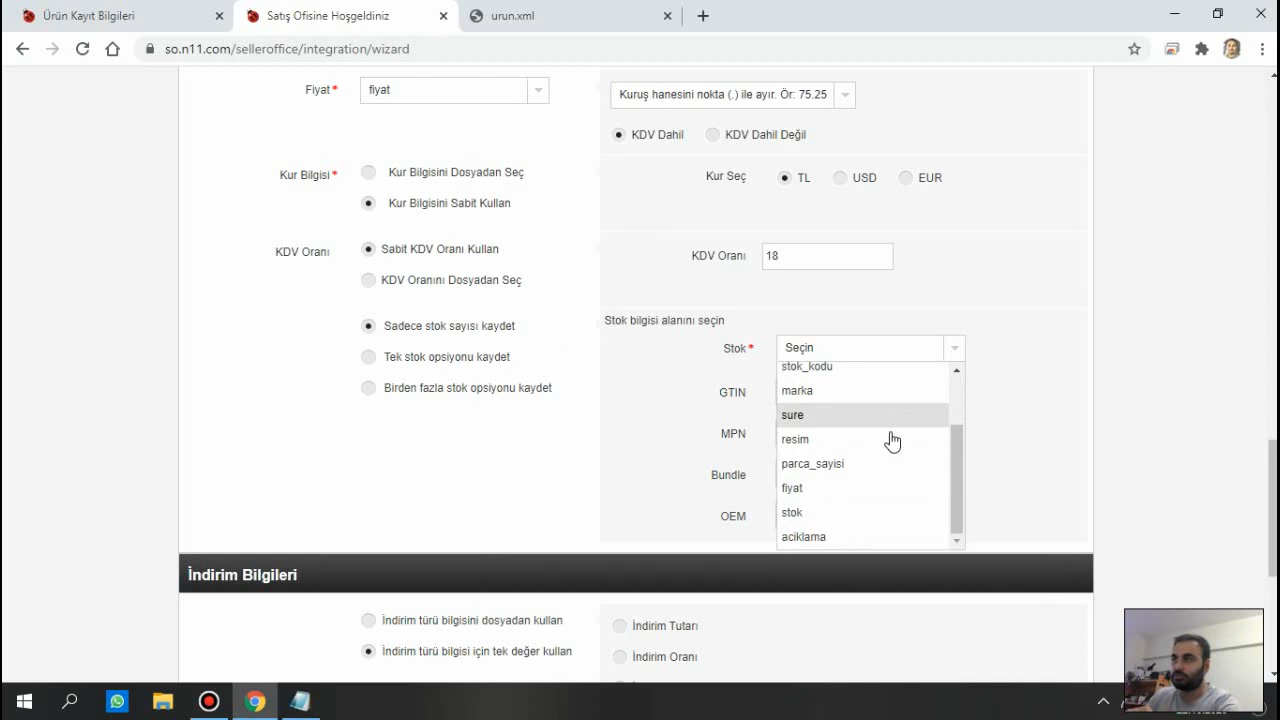 Ürün Kayıt Bilgileri
Satış Ofisine Hoşgeldiniz
urun.xml
so.n11.com/selleroffice/integration/wizard
Fiyat*
fiyat
Kuruş hanesini nokta (.) ile ayır. Ör: 75.25
KDV Dahil
KDV Dahil Değil
Kur Bilgisi*
Kur Bilgisini Dosyadan Seç
Kur Seç
TL
USD
EUR
Kur Bilgisini Sabit Kullan
KDV Oranı
Sabit KDV Oranı Kullan
KDV Oranı
18
KDV Oranını Dosyadan Seç
Stok bilgisi alanını seçin
Sadece stok sayısı kaydet
Stok*
Seçin
Tek stok opsiyonu kaydet
stok_kodu
Birden fazla stok opsiyonu kaydet
GTIN
marka
sure
MPN
resim
parca_sayisi
Bundle
fiyat
OEM
stok
aciklama
İndirim Bilgileri
İndirim türü bilgisini dosyadan kullan
İndirim Tutarı
İndirim türü bilgisi için tek değer kullan
İndirim Oranı